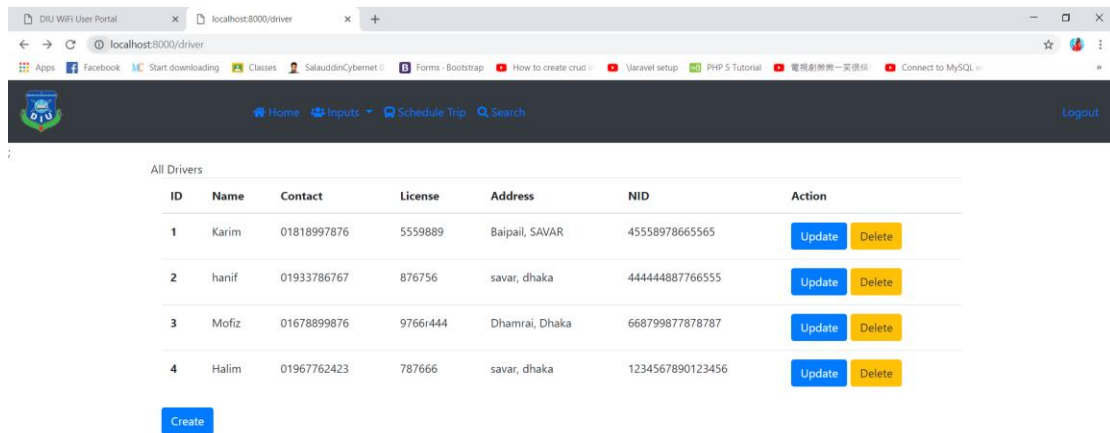 DIU WiFi User Portal localhost:8000/driver
localhost:8000/driver
Apps Facebook Start downloading Classes SalauddinCybernet Forms - Bootstrap How to create crud i \laravel setup PHP 5 Tutorial Connect to MySQL
DIU Home Inputs Schedule Trip Search Logout
;
All Drivers
ID Name Contact License Address NID Action
1 Karim 01818997876 5559889 Baipail, SAVAR 45558978665565 Update Delete
2 hanif 01933786767 876756 savar, dhaka 444444887766555 Update Delete
3 Mofiz 01678899876 9766r444 Dhamrai, Dhaka 668799877878787 Update Delete
4 Halim 01967762423 787666 savar, dhaka 1234567890123456 Update Delete
Create